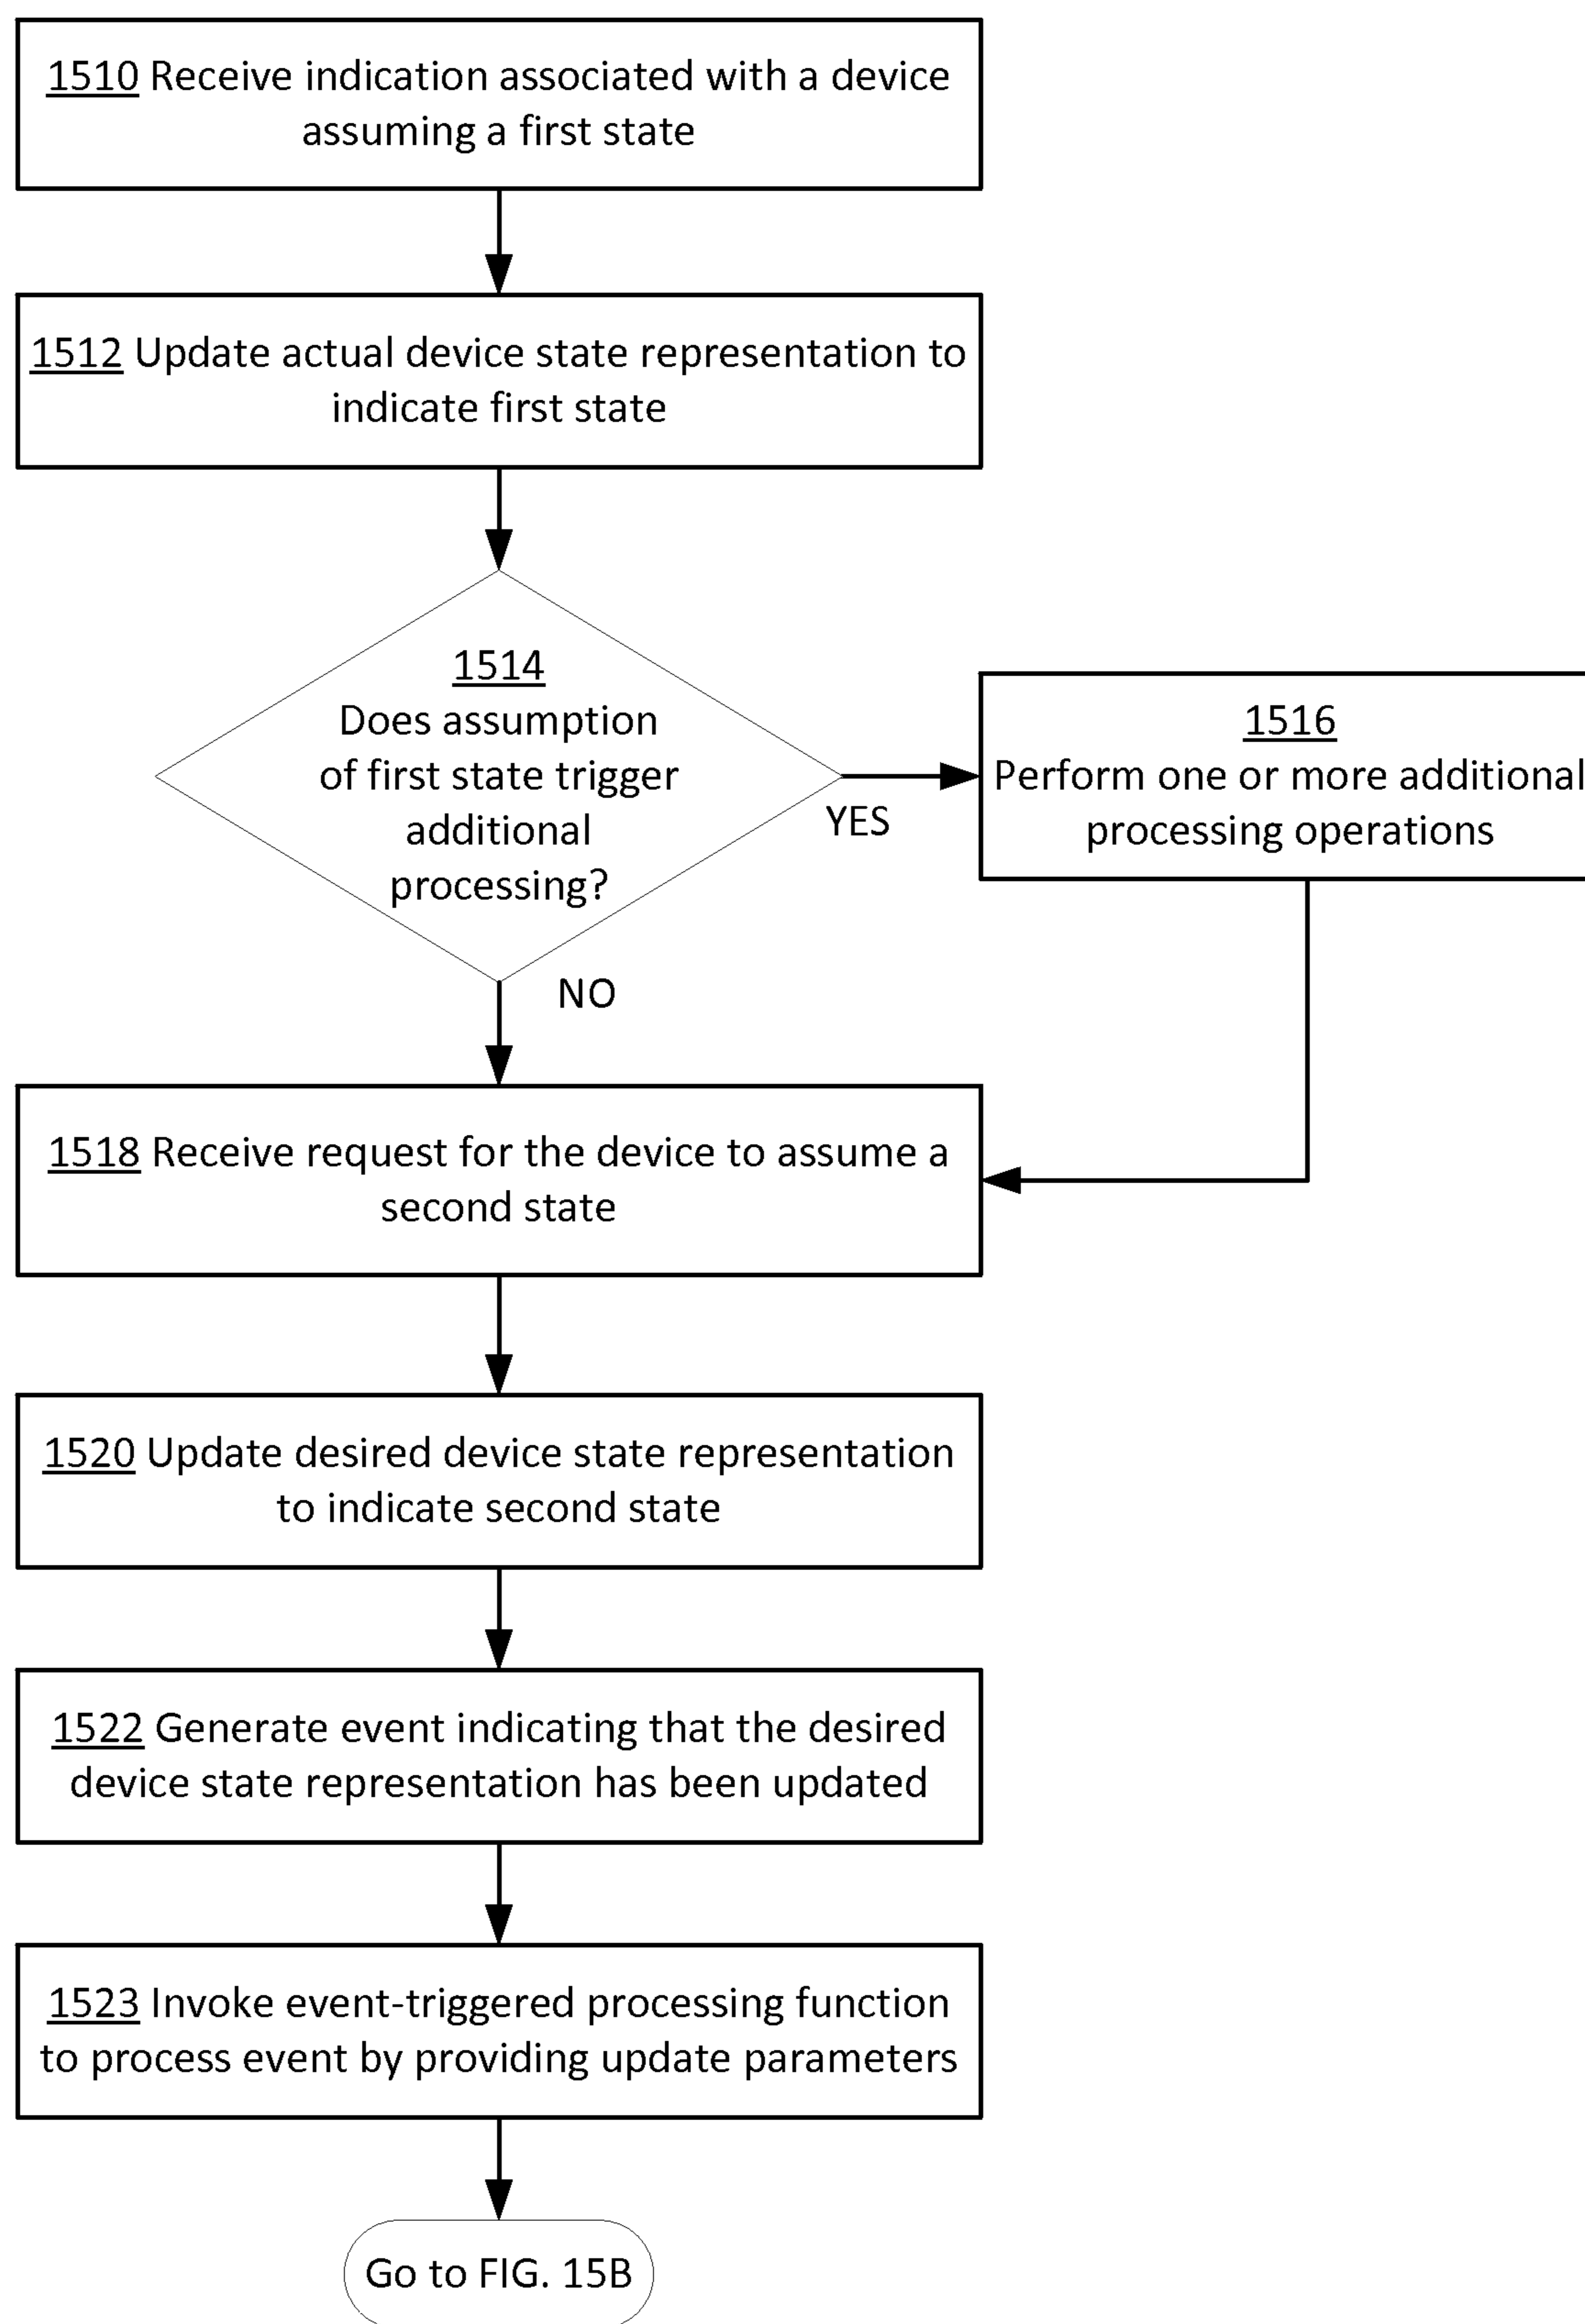 1510 Receive indication associated with a device
assuming a first state
1512 Update actual device state representation to
indicate first state
1514
Does assumption
of first state trigger
additional
processing?
YES
1516
Perform one or more additional
processing operations
NO
1518 Receive request for the device to assume a
second state
1520 Update desired device state representation
to indicate second state
1522 Generate event indicating that the desired
device state representation has been updated
1523 Invoke event-triggered processing function
to process event by providing update parameters
Go to FIG. 15B